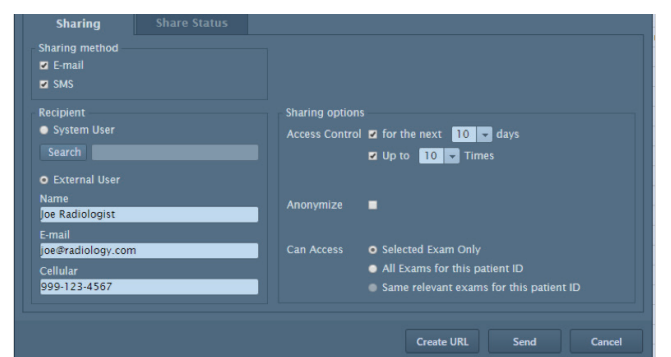 Sharing
Share Status
Sharing method
E-mail
SMS
Recipient
System User
Search
External User
Name
Joe Radiologist
E-mail
joe@radiology.com
Cellular
999-123-4567
Sharing options
Access Control for the next 10 days
Up to 10 Times
Anonymize
Can Access Selected Exam Only
All Exams for this patient ID
Same relevant exams for this patient ID
Create URL Send Cancel